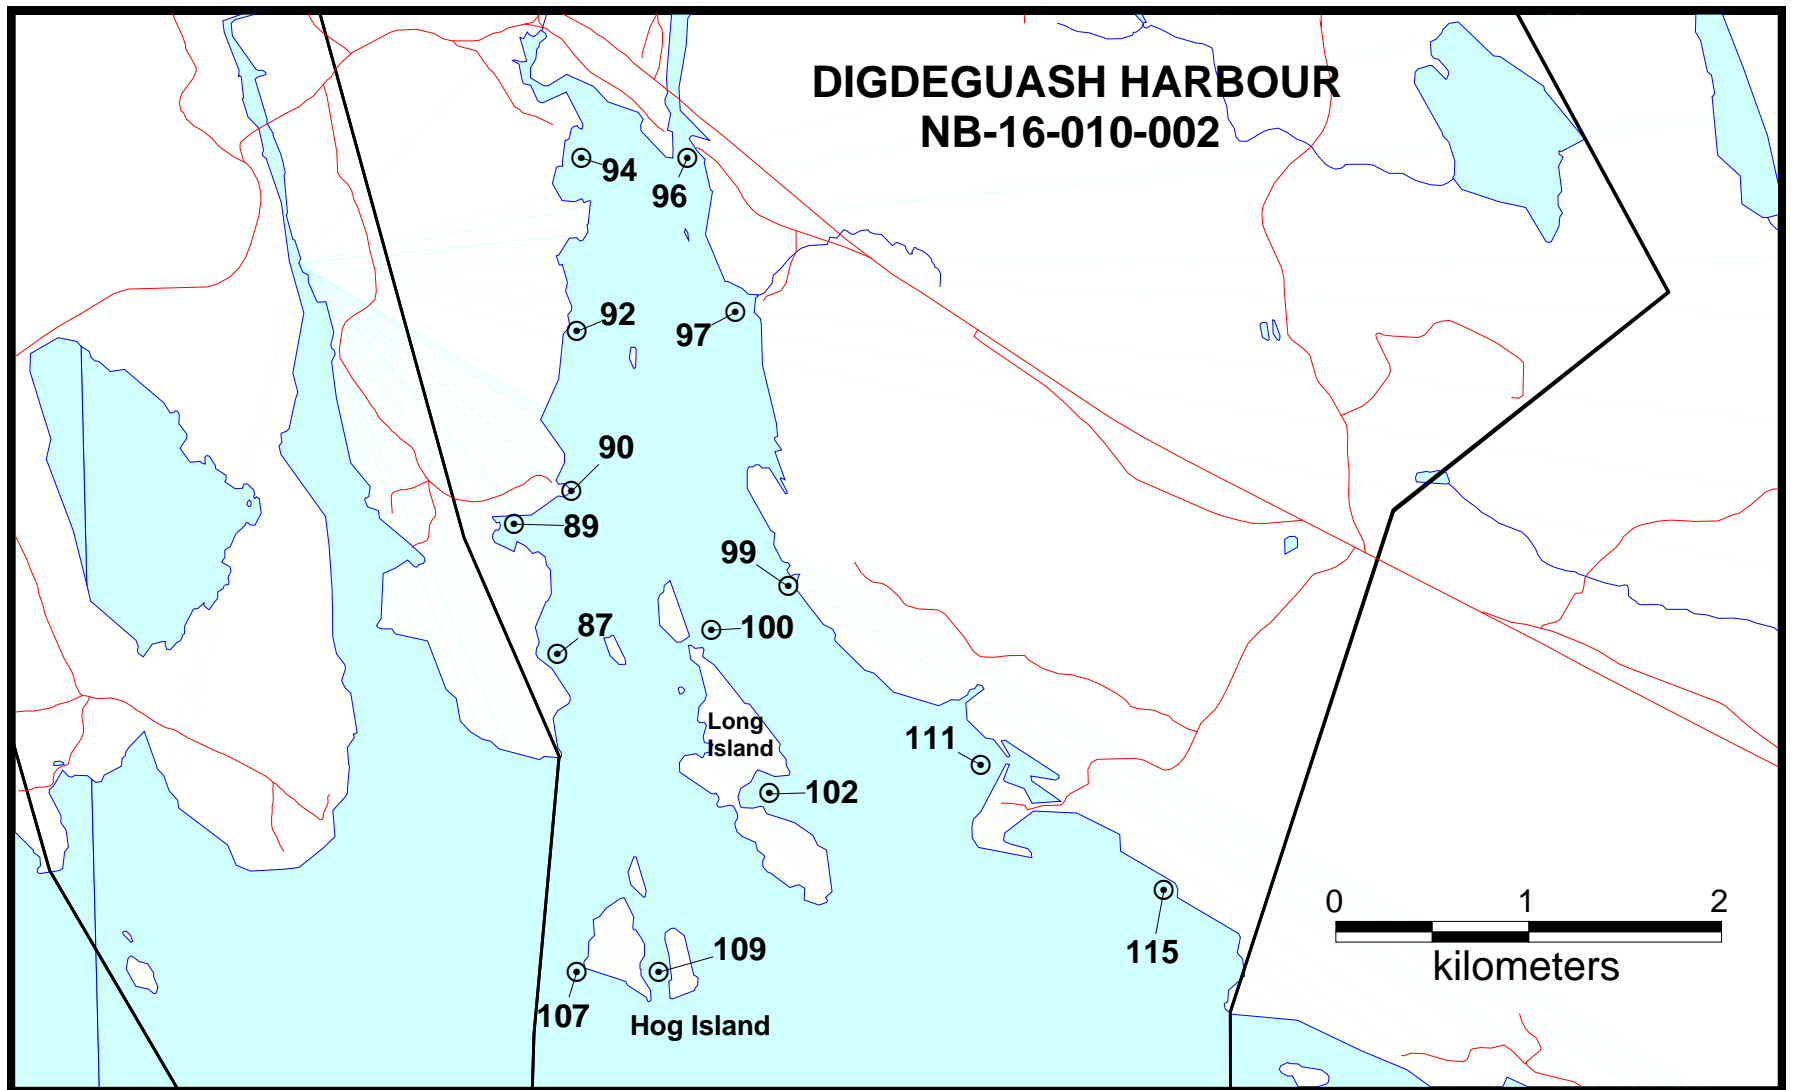 DIGDEGUASH HARBOUR
NB-16-010-002
94
96
92
97
90
89
99
87
100
Long
Island
111
102
0 1 2
kilometers
109
115
107
Hog Island